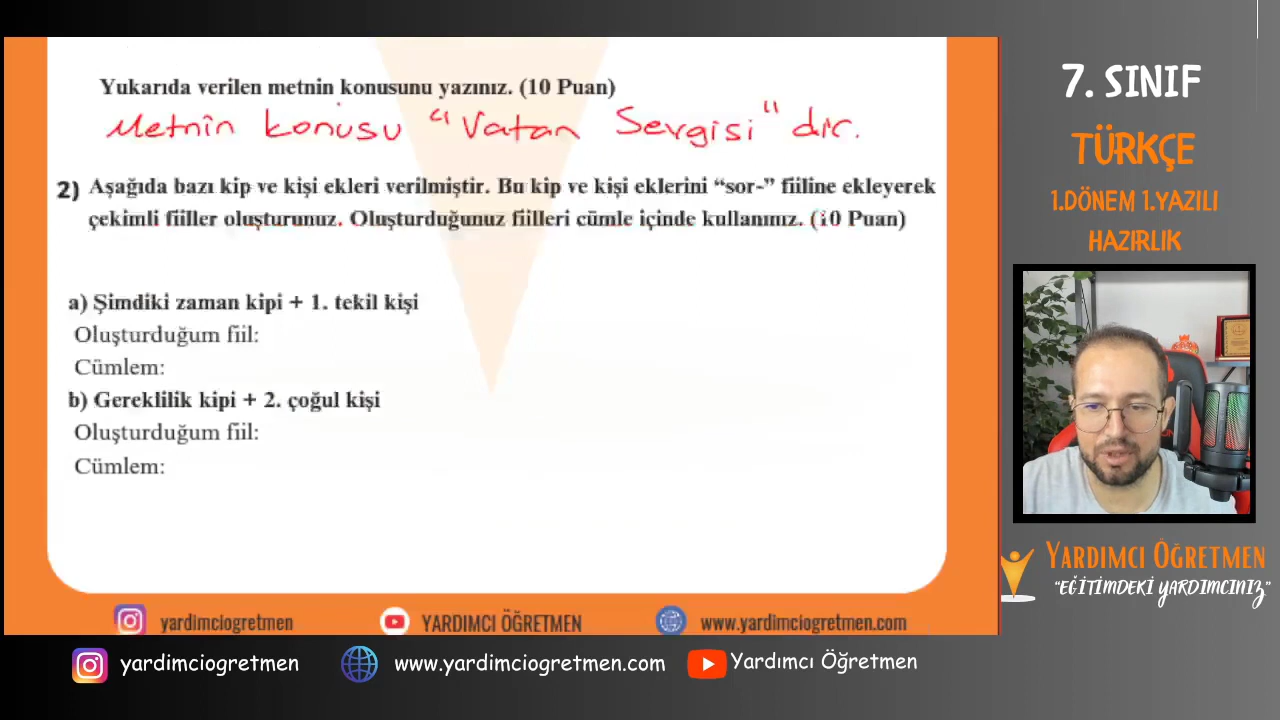 Yukarıda verilen metnin konusunu yazınız. (10 Puan)
Metnin konusu "Vatan Sevgisi" dir.
2) Aşağıda bazı kip ve kişi ekleri verilmiştir. Bu kip ve kişi eklerini “sor-” fiiline ekleyerek
çekimli fiiller oluşturunuz. Oluşturduğunuz fiilleri cümle içinde kullanınız. (10 Puan)
a) Şimdiki zaman kipi + 1. tekil kişi
Oluşturduğum fiil:
Cümlem:
b) Gereklilik kipi + 2. çoğul kişi
Oluşturduğum fiil:
Cümlem:
yardimciogretmen
YARDIMCI ÖĞRETMEN
www.yardimciogretmen.com
yardimciogretmen
www.yardimciogretmen.com
Yardımcı Öğretmen
7. SINIF
TÜRKÇE
1.DÖNEM 1.YAZILI
HAZIRLIK
YARDIMCI ÖĞRETMEN
"EĞİTİMDEKİ YARDIMCINIZ"